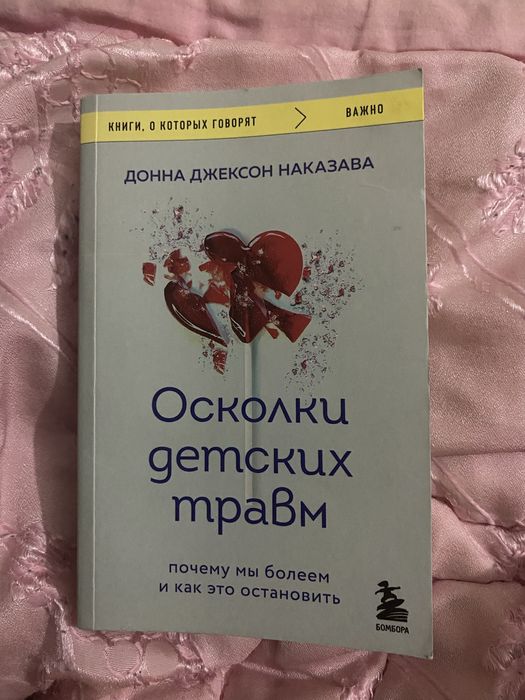 КНИГИ, О КОТОРЫХ ГОВОРЯТ > ВАЖНО
ДОННА ДЖЕКСОН НАКАЗАВА
Осколки
детских
травм
почему мы болеем
и как это остановить
БОМБОРА